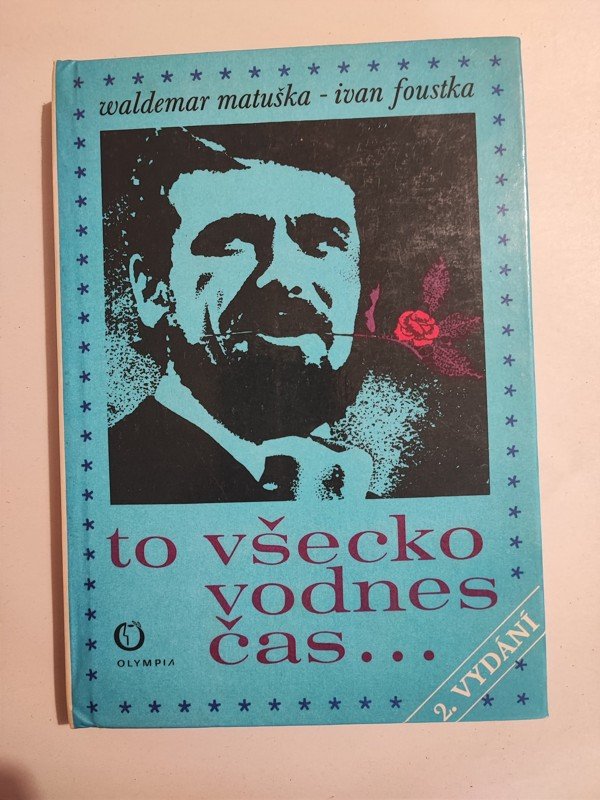 waldemar matuška - ivan foustka
to všecko
vodnes
čas...
OLYMPIA
2. VYDÁNÍ